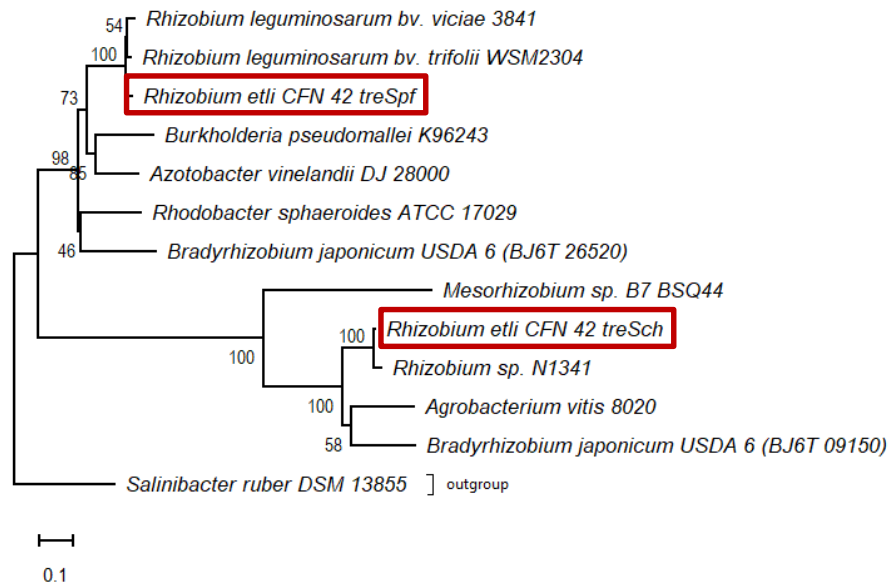 54
Rhizobium leguminosarum bv. viciae 3841
100
Rhizobium leguminosarum bv. trifolii WSM2304
Rhizobium etli CFN 42 treSpf
73
Burkholderia pseudomallei K96243
98
85
Azotobacter vinelandii DJ 28000
Rhodobacter sphaeroides ATCC 17029
46
Bradyrhizobium japonicum USDA 6 (BJ6T 26520)
Mesorhizobium sp. B7 BSQ44
100
Rhizobium etli CFN 42 treSch
100
Rhizobium sp. N1341
100
Agrobacterium vitis 8020
58
Bradyrhizobium japonicum USDA 6 (BJ6T 09150)
Salinibacter ruber DSM 13855 ] outgroup
0.1